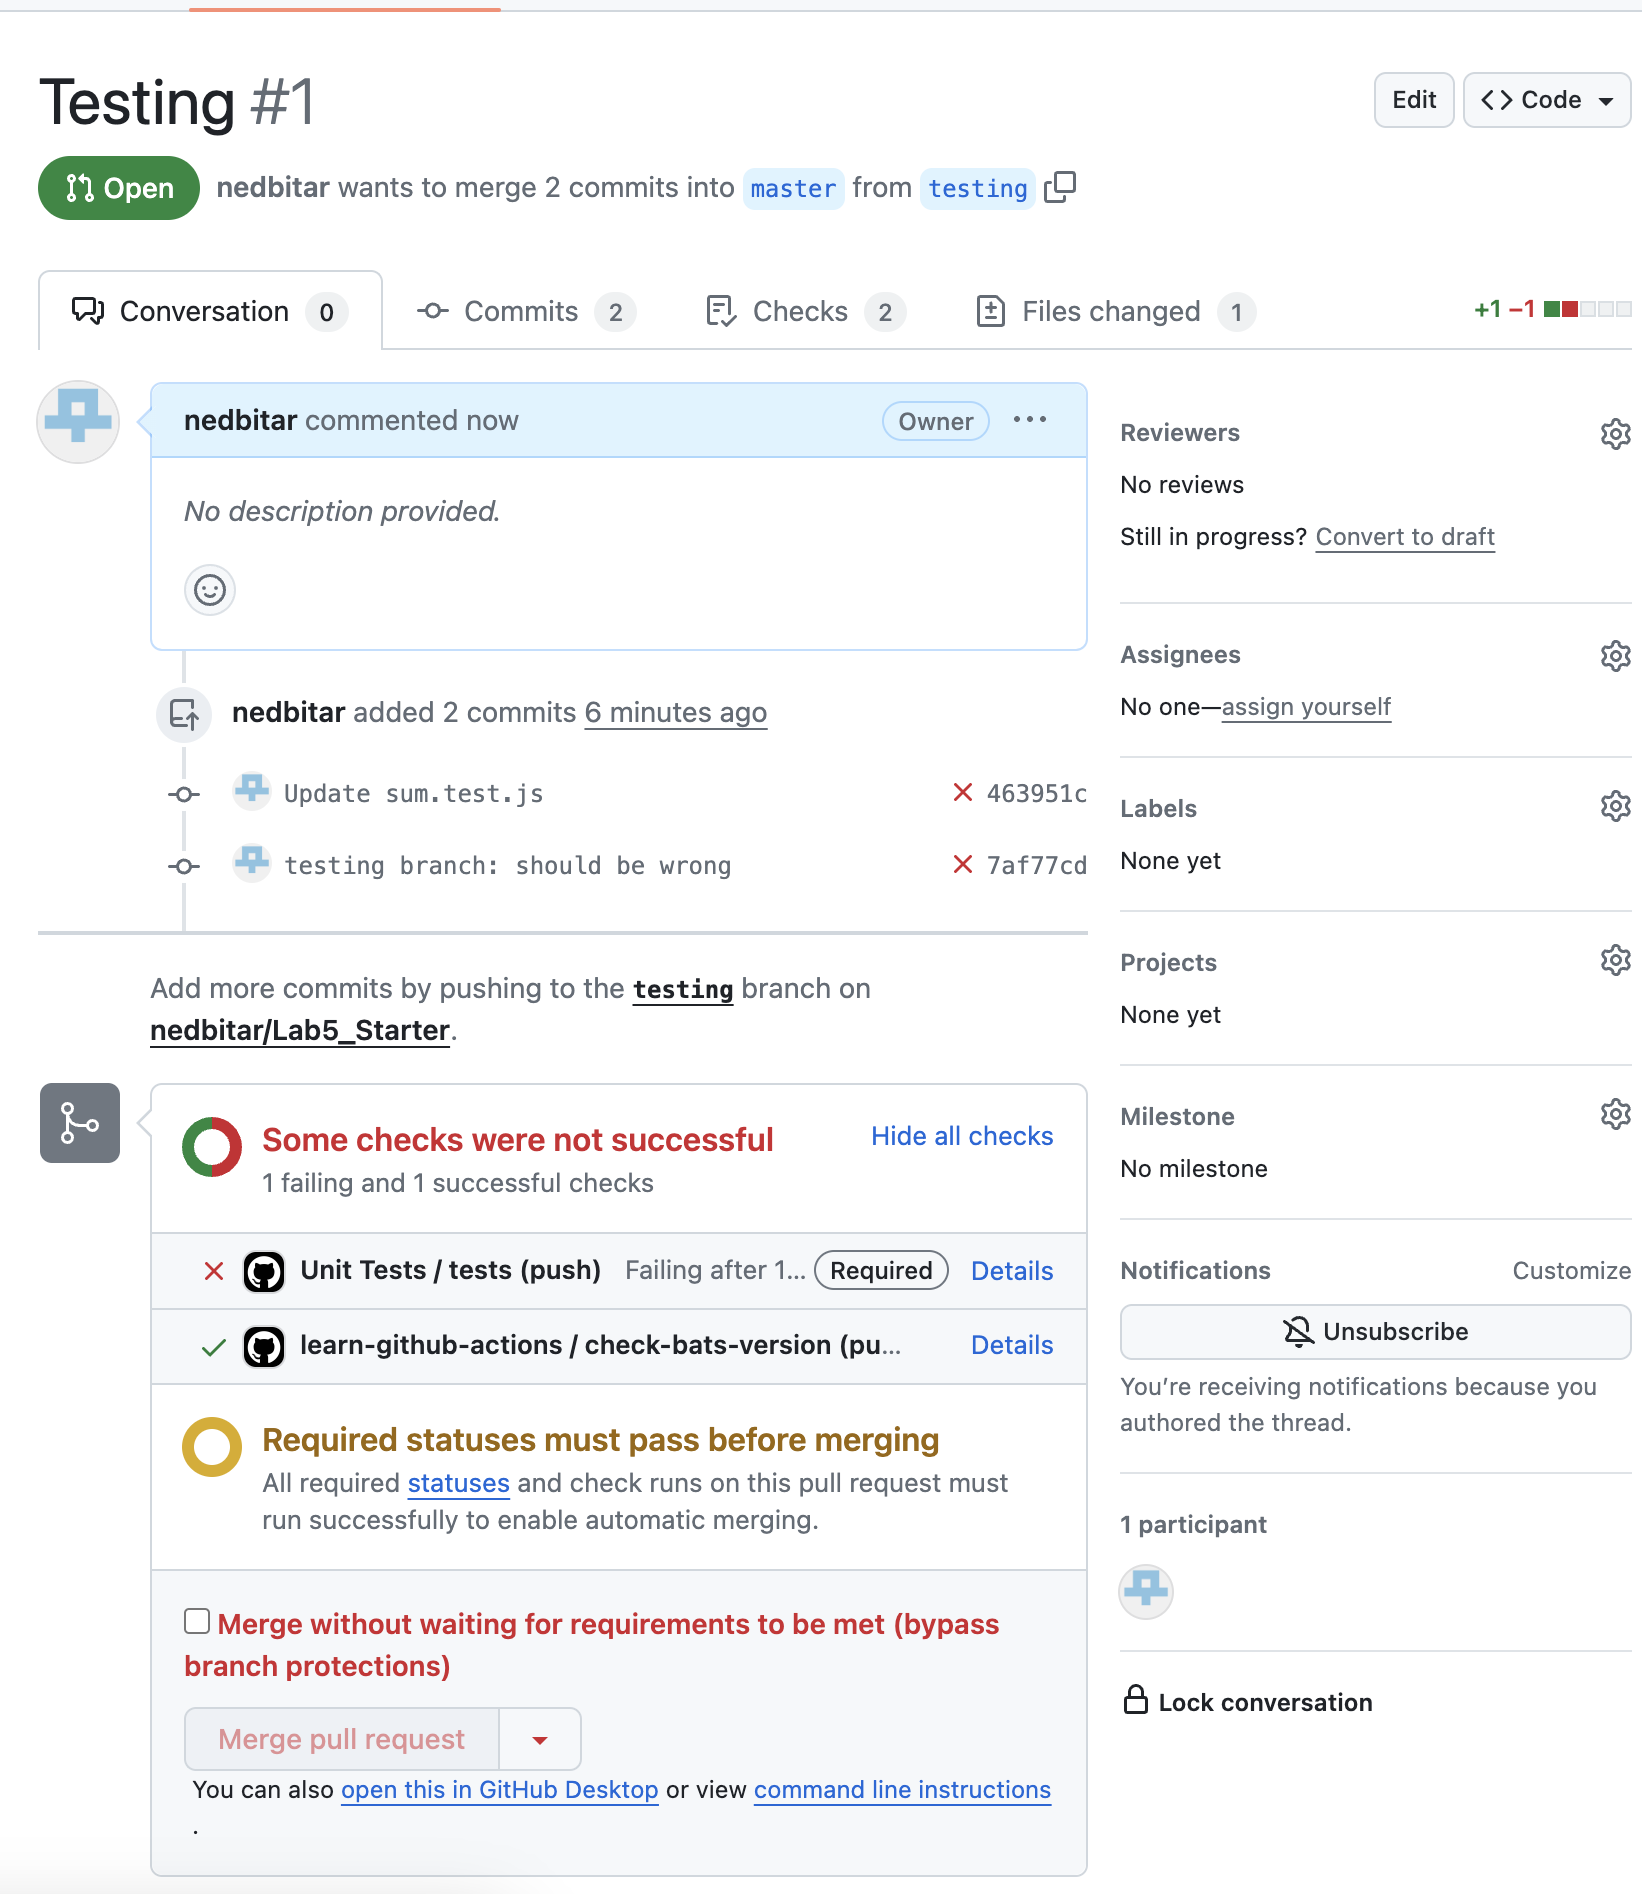 Testing #1
Edit
Code
Open
nedbitar wants to merge 2 commits into master from testing
Conversation 0
Commits 2
Checks 2
Files changed 1
+1 −1
nedbitar commented now
Owner
No description provided.
nedbitar added 2 commits 6 minutes ago
Update sum.test.js
463951c
testing branch: should be wrong
7af77cd
Add more commits by pushing to the testing branch on
nedbitar/Lab5_Starter.
Some checks were not successful
Hide all checks
1 failing and 1 successful checks
Unit Tests / tests (push) Failing after 1... Required Details
learn-github-actions / check-bats-version (pu... Details
Required statuses must pass before merging
All required statuses and check runs on this pull request must
run successfully to enable automatic merging.
Merge without waiting for requirements to be met (bypass
branch protections)
Merge pull request
You can also open this in GitHub Desktop or view command line instructions
.
Reviewers
No reviews
Still in progress? Convert to draft
Assignees
No one—assign yourself
Labels
None yet
Projects
None yet
Milestone
No milestone
Notifications
Customize
Unsubscribe
You’re receiving notifications because you
authored the thread.
1 participant
Lock conversation